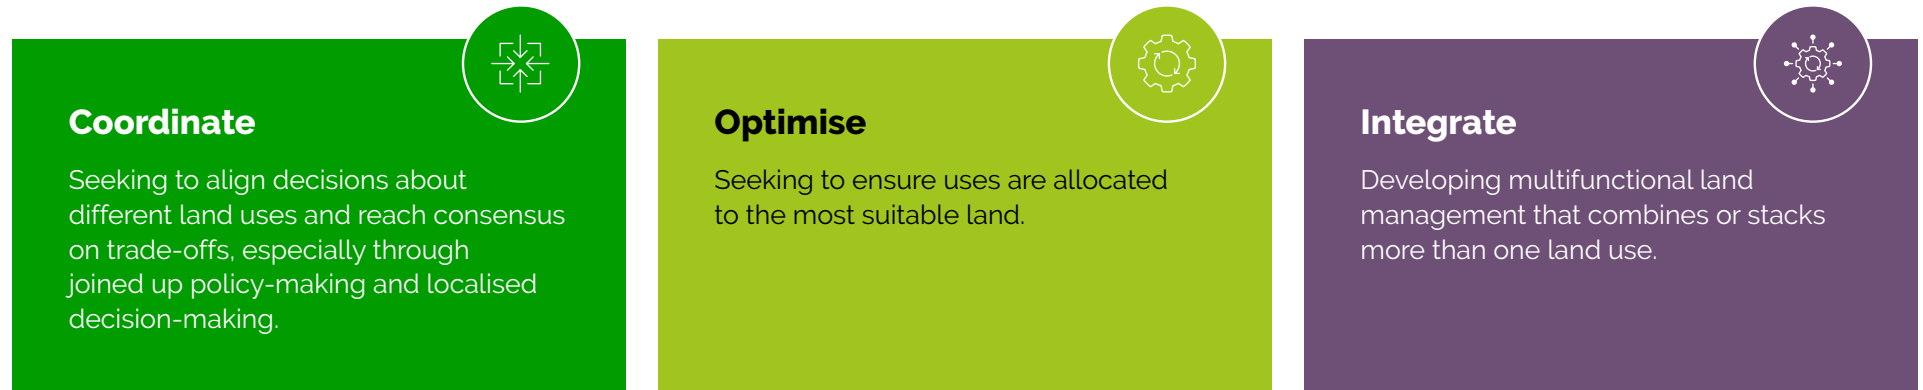 Coordinate
Seeking to align decisions about
different land uses and reach consensus
on trade-offs, especially through
joined up policy-making and localised
decision-making.
Optimise
Seeking to ensure uses are allocated
to the most suitable land.
Integrate
Developing multifunctional land
management that combines or stacks
more than one land use.